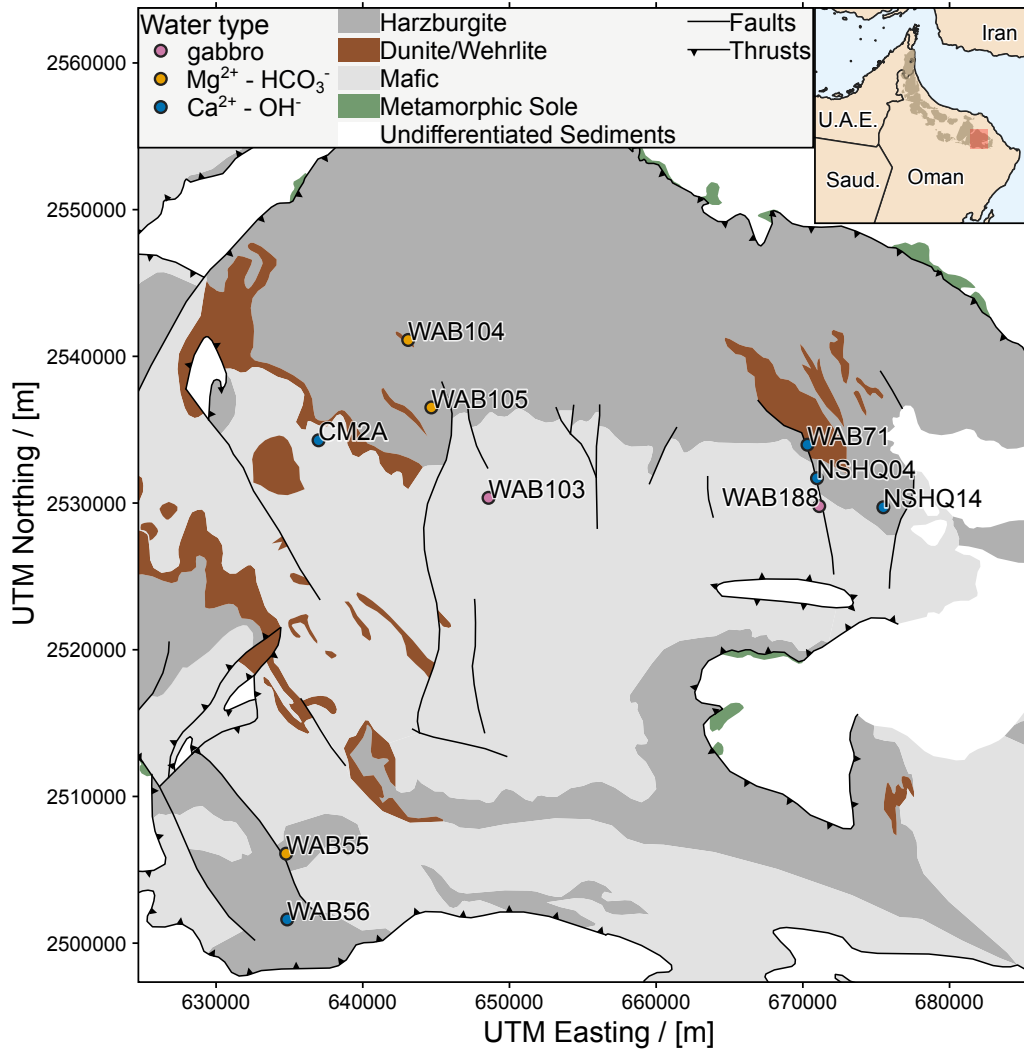 Water type
gabbro
Mg2+ - HCO3-
Ca2+ - OH-
Harzburgite
Dunite/Wehrlite
Mafic
Metamorphic Sole
Undifferentiated Sediments
Faults
Thrusts
Iran
U.A.E.
Saud.
Oman
2560000
2550000
2540000
2530000
2520000
2510000
2500000
UTM Northing / [m]
WAB104
WAB105
CM2A
WAB71
NSHQ04
WAB103
WAB188
NSHQ14
WAB55
WAB56
630000
640000
650000
660000
670000
680000
UTM Easting / [m]